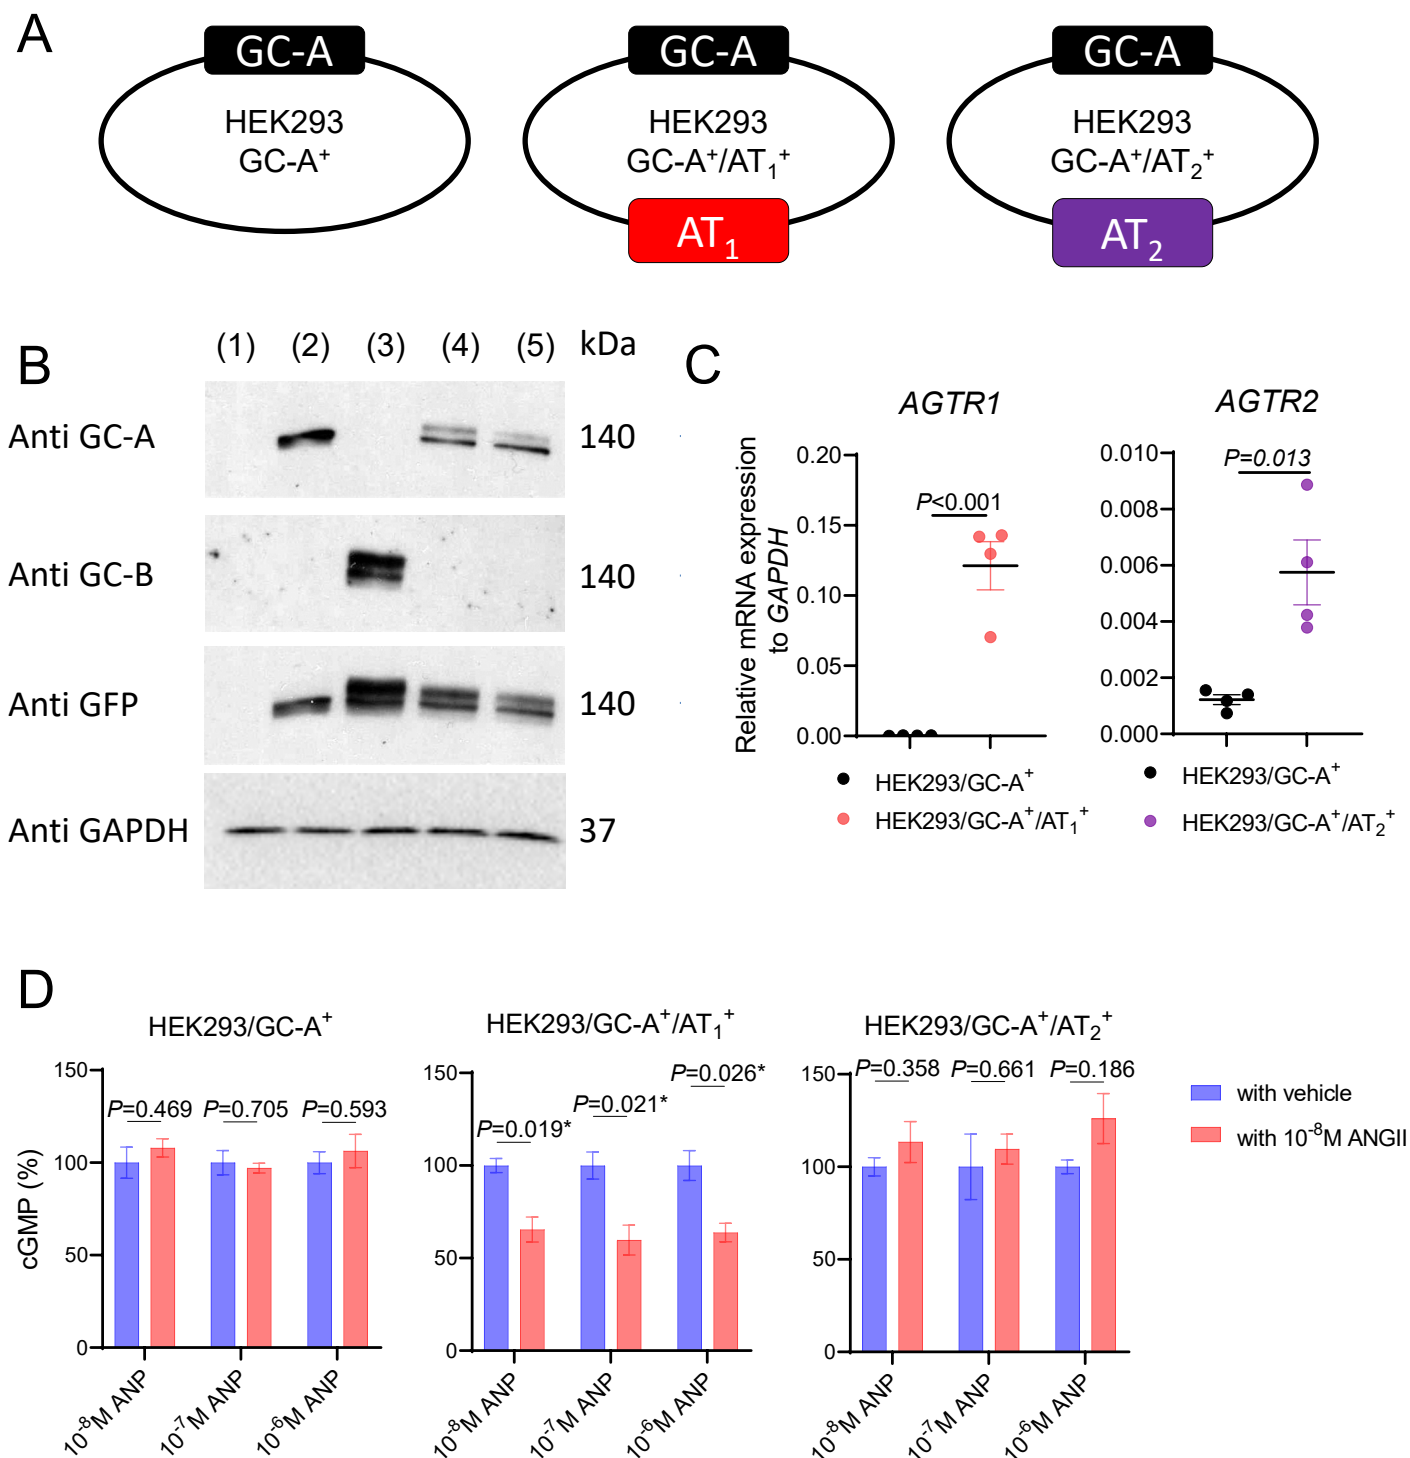 A
GC-A
HEK293
GC-A⁺
GC-A
HEK293
GC-A⁺/AT₁⁺
AT₁
GC-A
HEK293
GC-A⁺/AT₂⁺
AT₂
B
(1) (2) (3) (4) (5) kDa
Anti GC-A 140
Anti GC-B 140
Anti GFP 140
Anti GAPDH 37
C
AGTR1
Relative mRNA expression
to GAPDH
0.20
0.15
0.10
0.05
0.00
P<0.001
HEK293/GC-A⁺
HEK293/GC-A⁺/AT₁⁺
AGTR2
0.010
0.008
0.006
0.004
0.002
0.000
P=0.013
HEK293/GC-A⁺
HEK293/GC-A⁺/AT₂⁺
D
HEK293/GC-A⁺
cGMP (%)
150
100
50
0
P=0.469 P=0.705 P=0.593
10⁻⁸M ANP
10⁻⁷M ANP
10⁻⁶M ANP
HEK293/GC-A⁺/AT₁⁺
150
100
50
0
P=0.019*
P=0.021*
P=0.026*
10⁻⁸M ANP
10⁻⁷M ANP
10⁻⁶M ANP
HEK293/GC-A⁺/AT₂⁺
150
100
50
0
P=0.358 P=0.661 P=0.186
10⁻⁸M ANP
10⁻⁷M ANP
10⁻⁶M ANP
with vehicle
with 10⁻⁸M ANGII